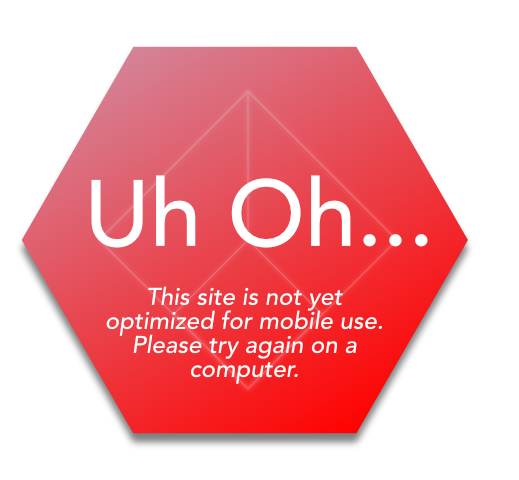 Uh Oh...
This site is not yet
optimized for mobile use.
Please try again on a
computer.